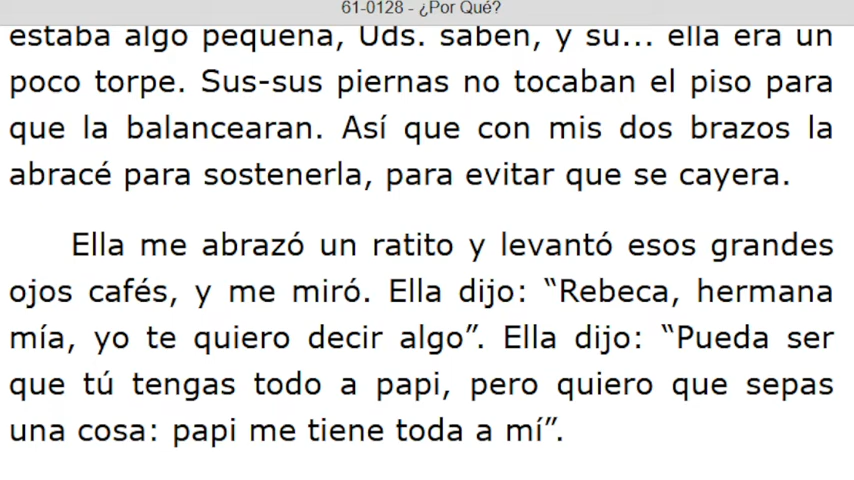 61-0128 - ¿Por Qué?
estaba algo pequeña, Uds. saben, y su... ella era un
poco torpe. Sus-sus piernas no tocaban el piso para
que la balancearan. Así que con mis dos brazos la
abracé para sostenerla, para evitar que se cayera.
Ella me abrazó un ratito y levantó esos grandes
ojos cafés, y me miró. Ella dijo: “Rebeca, hermana
mía, yo te quiero decir algo”. Ella dijo: “Pueda ser
que tú tengas todo a papi, pero quiero que sepas
una cosa: papi me tiene toda a mí”.